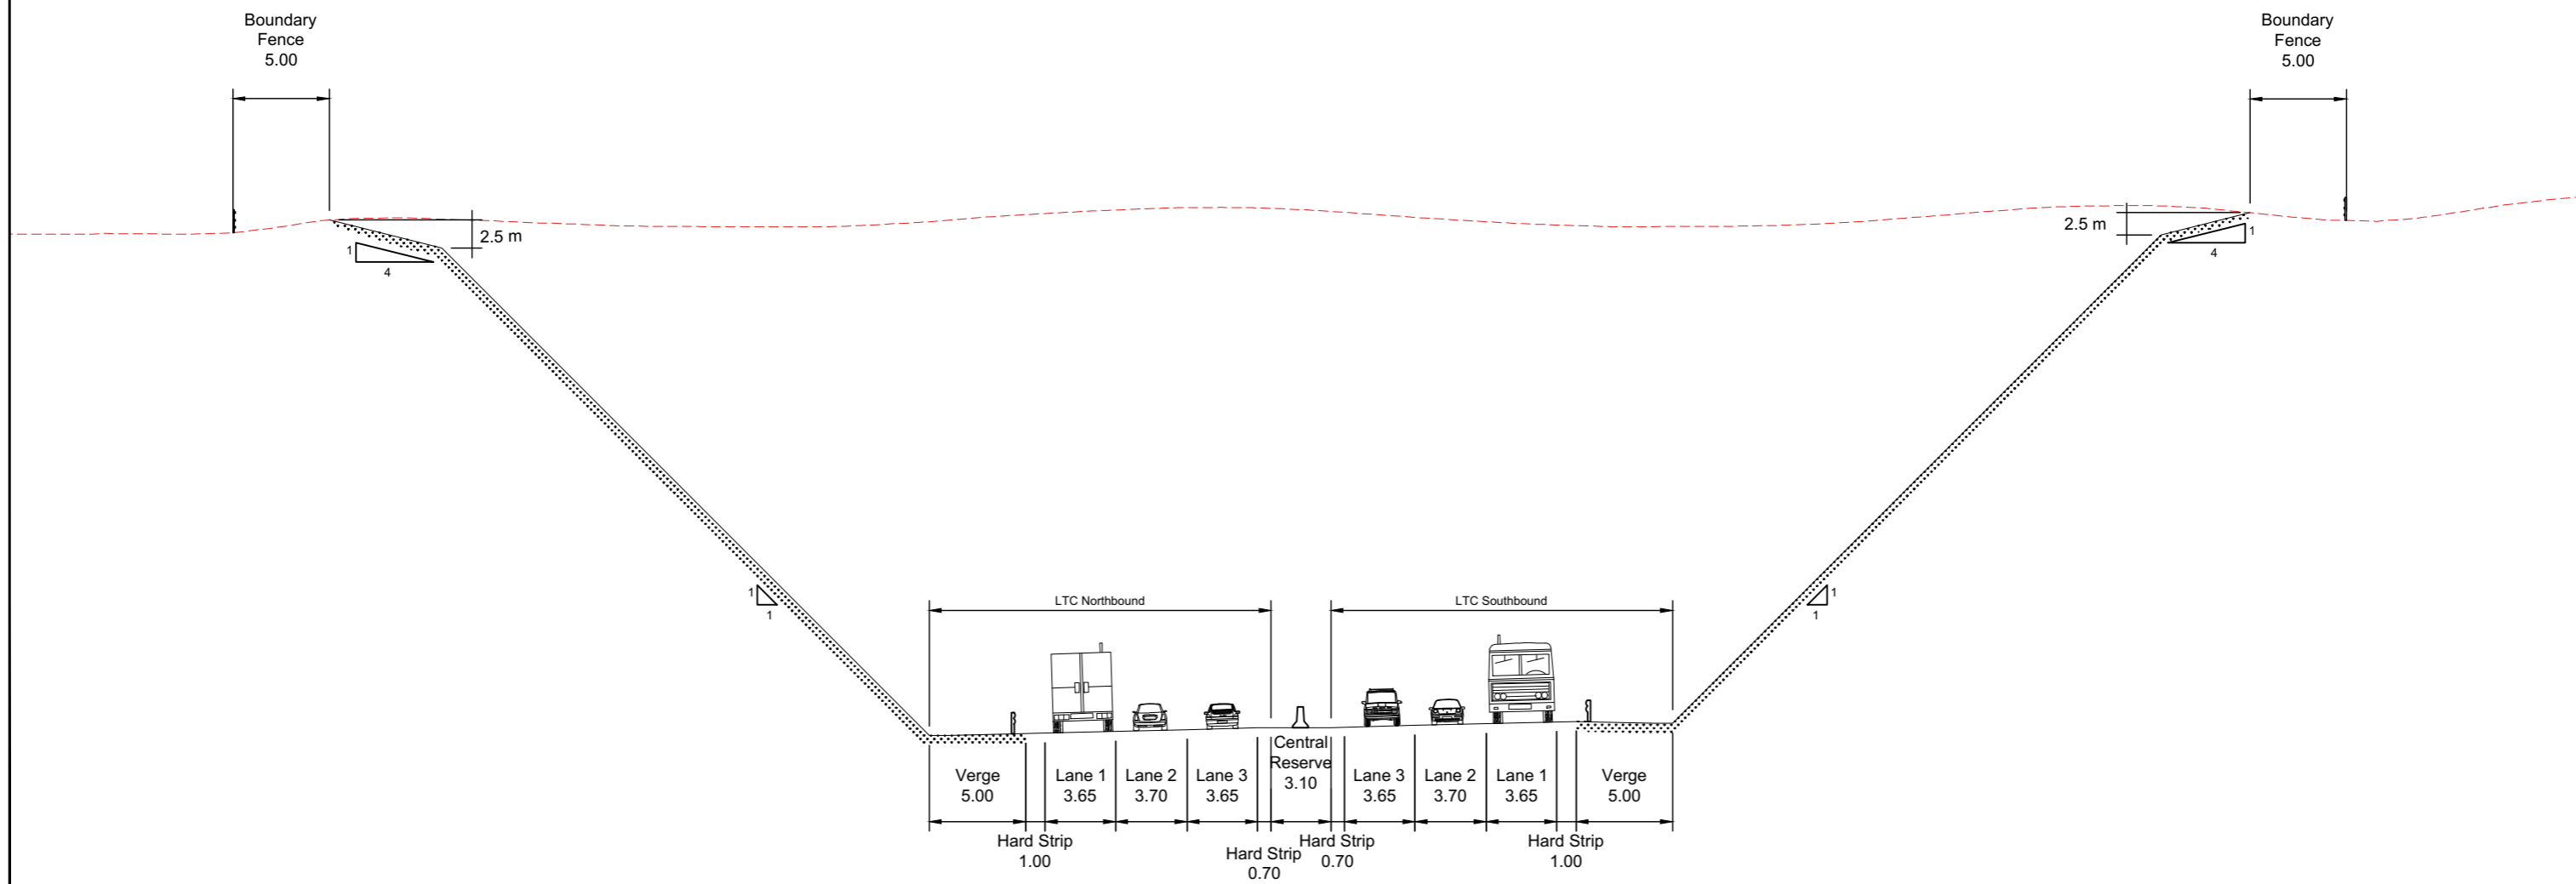 Boundary
Fence
5.00
Boundary
Fence
5.00
2.5 m
1
4
2.5 m
1
4
1
1
1
1
LTC Northbound
LTC Southbound
Verge
5.00
Hard Strip
1.00
Lane 1
3.65
Lane 2
3.70
Lane 3
3.65
Hard Strip
0.70
Central
Reserve
3.10
Hard Strip
0.70
Lane 3
3.65
Lane 2
3.70
Lane 1
3.65
Hard Strip
1.00
Verge
5.00